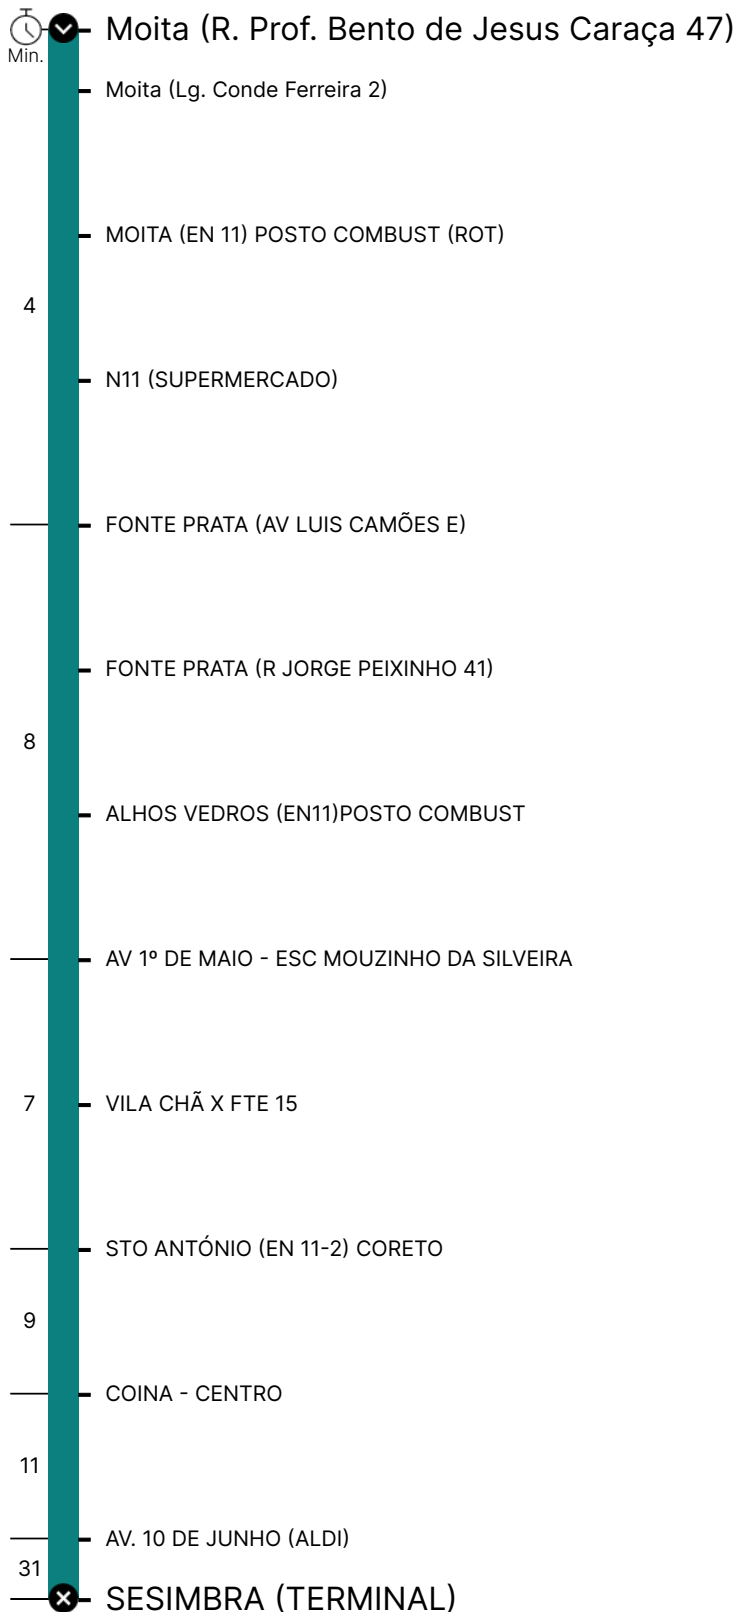 Moita (R. Prof. Bento de Jesus Caraça 47)
Min.
Moita (Lg. Conde Ferreira 2)
MOITA (EN 11) POSTO COMBUST (ROT)
4
N11 (SUPERMERCADO)
FONTE PRATA (AV LUIS CAMÕES E)
FONTE PRATA (R JORGE PEIXINHO 41)
8
ALHOS VEDROS (EN11)POSTO COMBUST
AV 1º DE MAIO - ESC MOUZINHO DA SILVEIRA
7 VILA CHÃ X FTE 15
STO ANTÓNIO (EN 11-2) CORETO
9
COINA - CENTRO
11
AV. 10 DE JUNHO (ALDI)
31
SESIMBRA (TERMINAL)